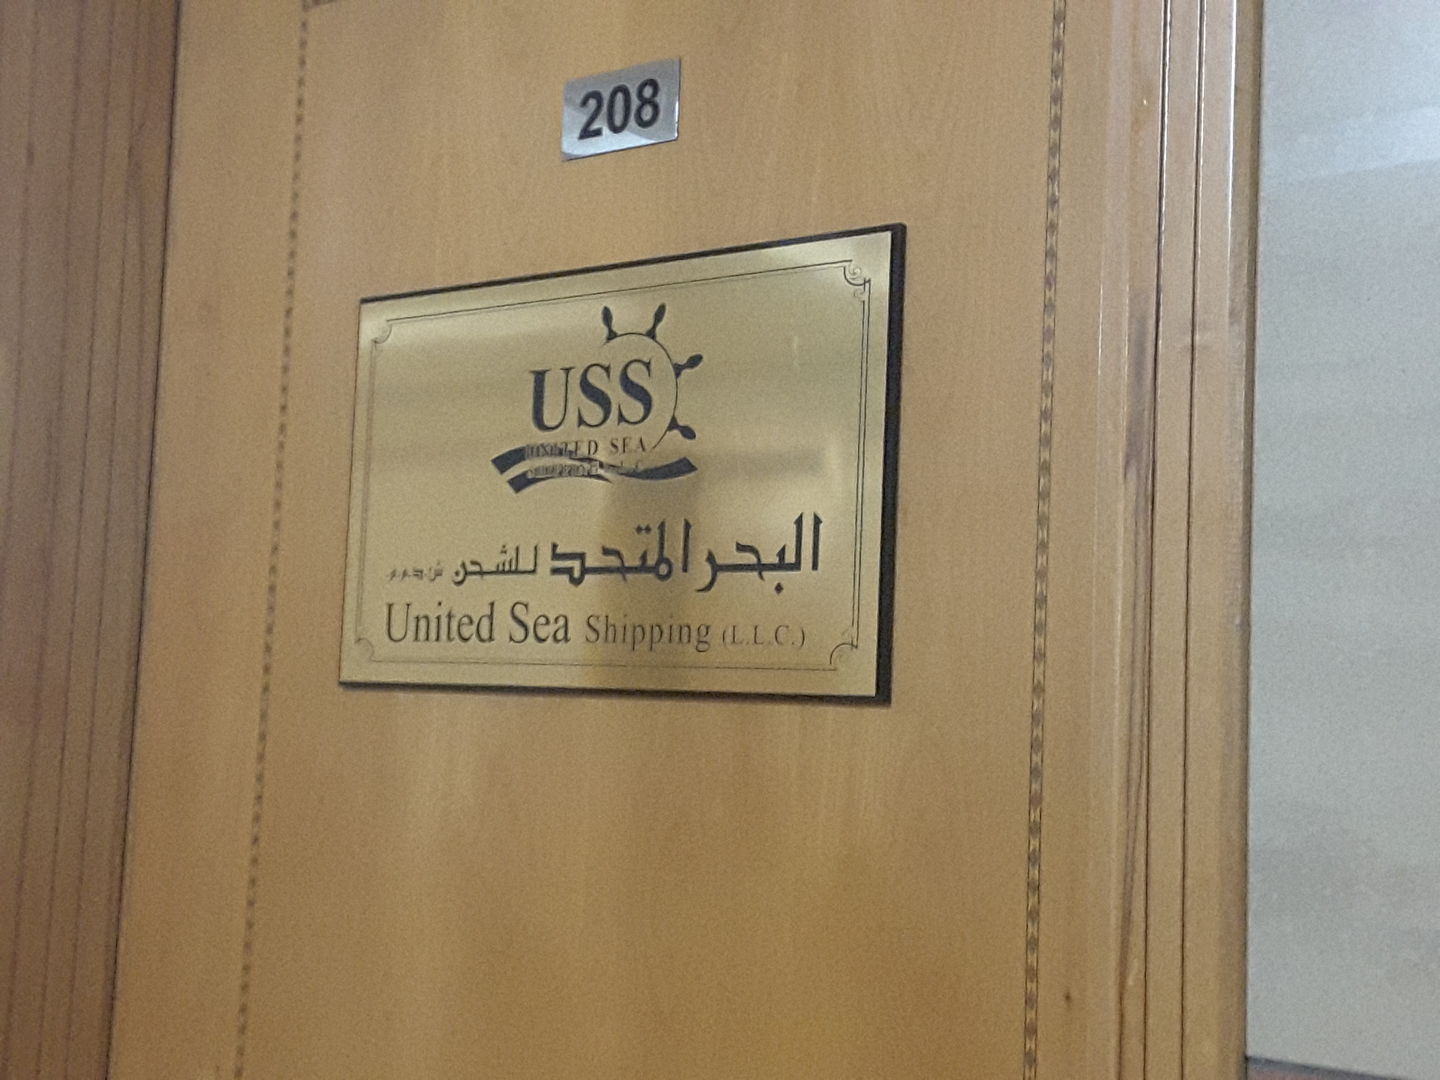 208
USS
UNITED SEA
البحر المتحد للشحن ش.ذ.م.م
United Sea Shipping (L.L.C.)